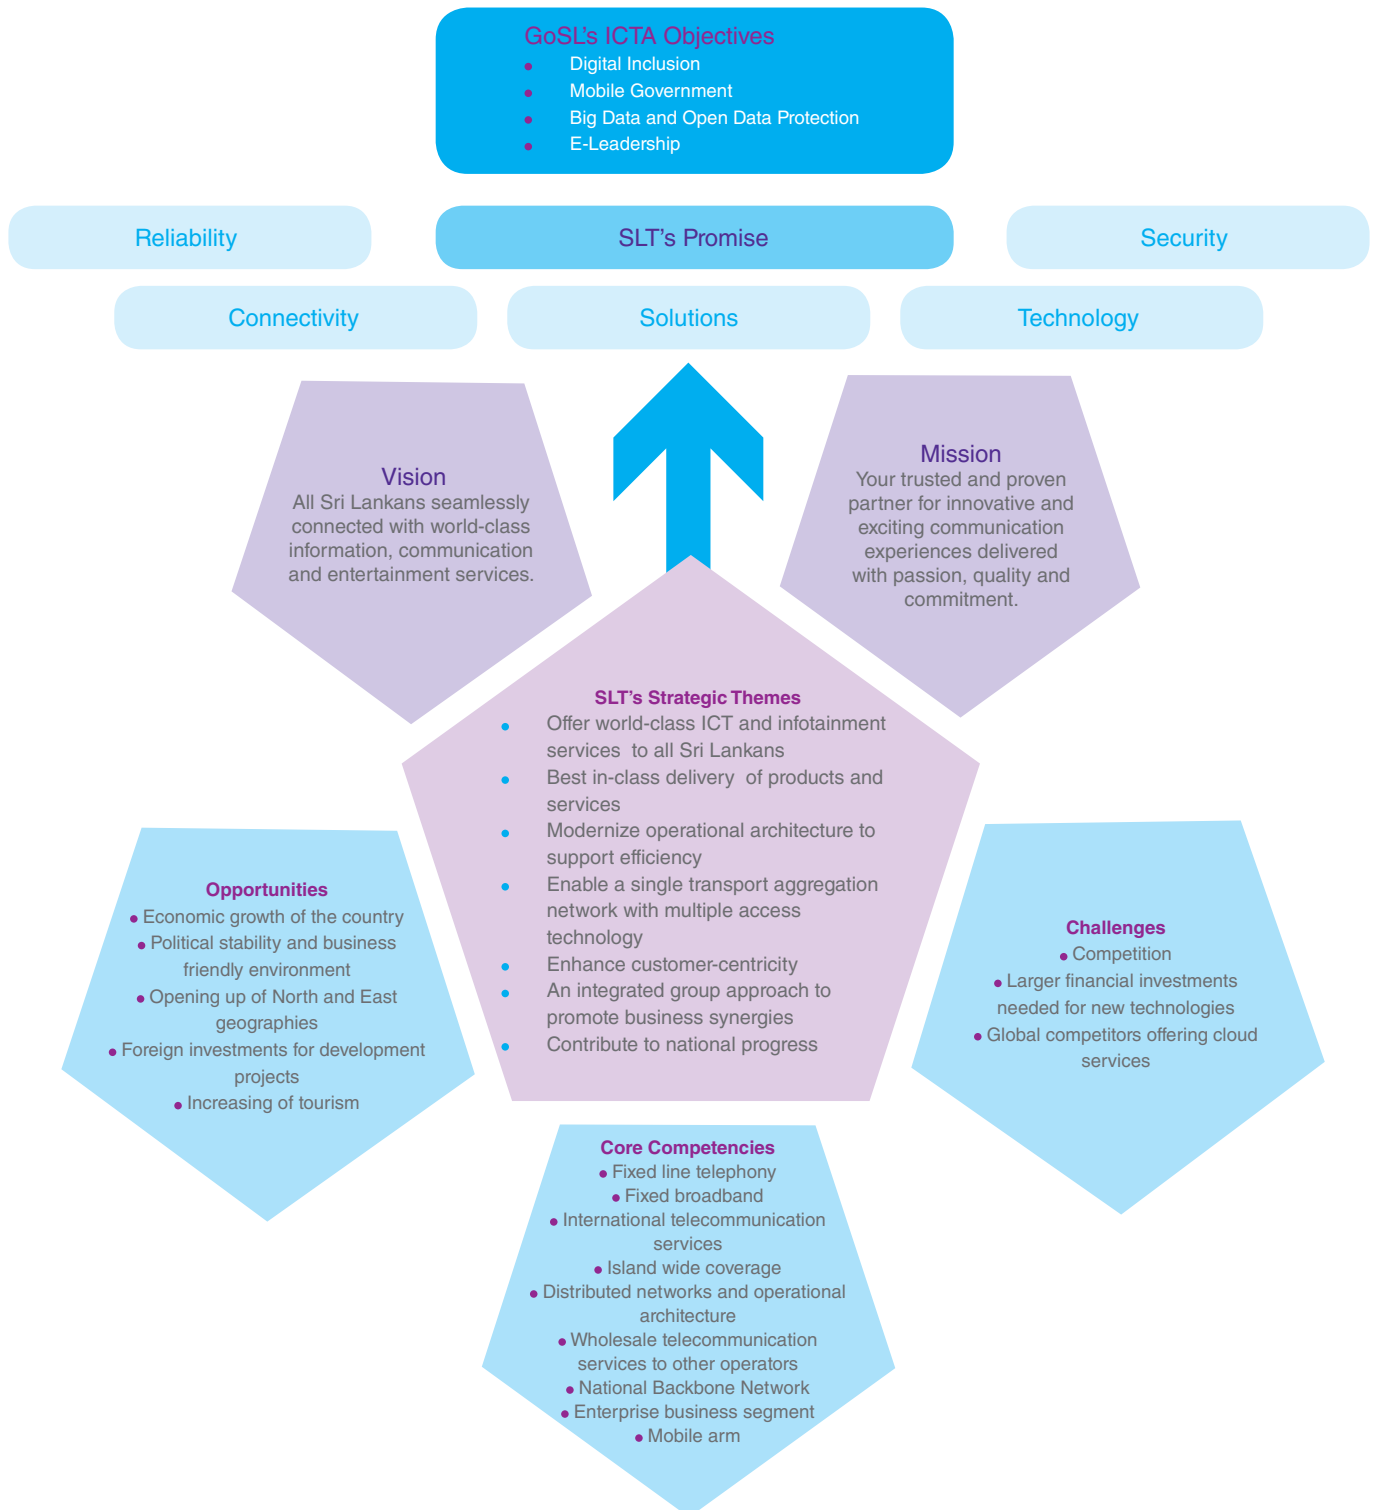 GoSL's ICTA Objectives
● Digital Inclusion
● Mobile Government
● Big Data and Open Data Protection
● E-Leadership
Reliability
SLT's Promise
Security
Connectivity
Solutions
Technology
Vision
All Sri Lankans seamlessly
connected with world-class
information, communication
and entertainment services.
Mission
Your trusted and proven
partner for innovative and
exciting communication
experiences delivered
with passion, quality and
commitment.
SLT's Strategic Themes
● Offer world-class ICT and infotainment
services to all Sri Lankans
● Best in-class delivery of products and
services
● Modernize operational architecture to
support efficiency
● Enable a single transport aggregation
network with multiple access
technology
● Enhance customer-centricity
● An integrated group approach to
promote business synergies
● Contribute to national progress
Opportunities
● Economic growth of the country
● Political stability and business
friendly environment
● Opening up of North and East
geographies
● Foreign investments for development
projects
● Increasing of tourism
Challenges
● Competition
● Larger financial investments
needed for new technologies
● Global competitors offering cloud
services
Core Competencies
● Fixed line telephony
● Fixed broadband
● International telecommunication
services
● Island wide coverage
● Distributed networks and operational
architecture
● Wholesale telecommunication
services to other operators
● National Backbone Network
● Enterprise business segment
● Mobile arm